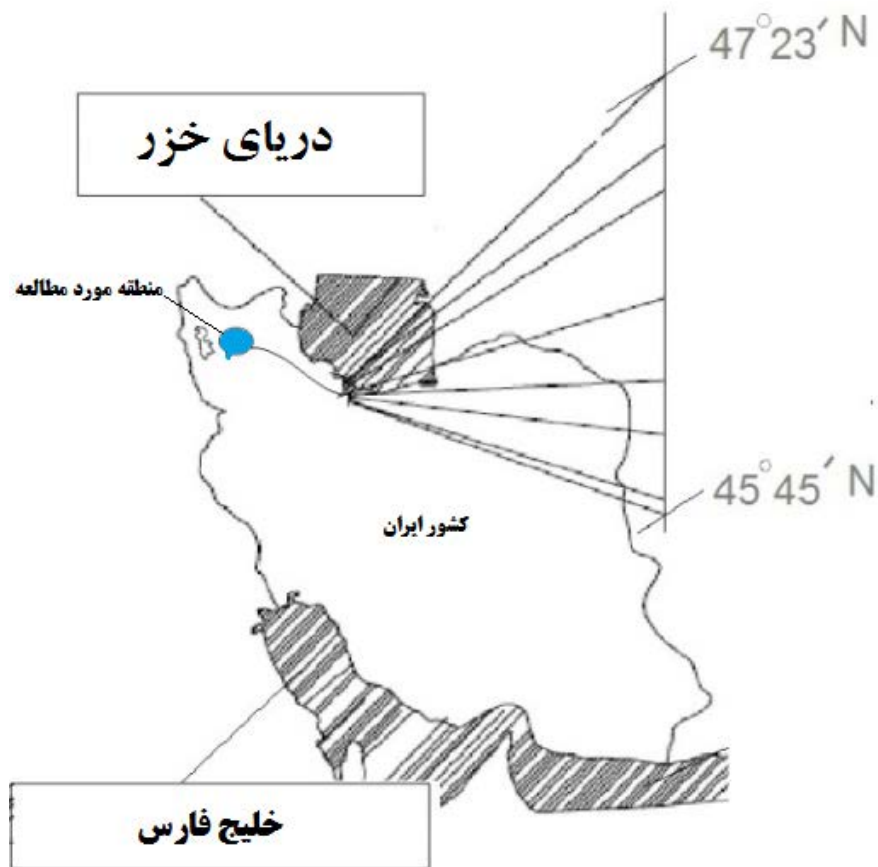 47°23′ N
دریای خزر
منطقه مورد مطالعه
45°45′ N
کشور ایران
خلیج فارس